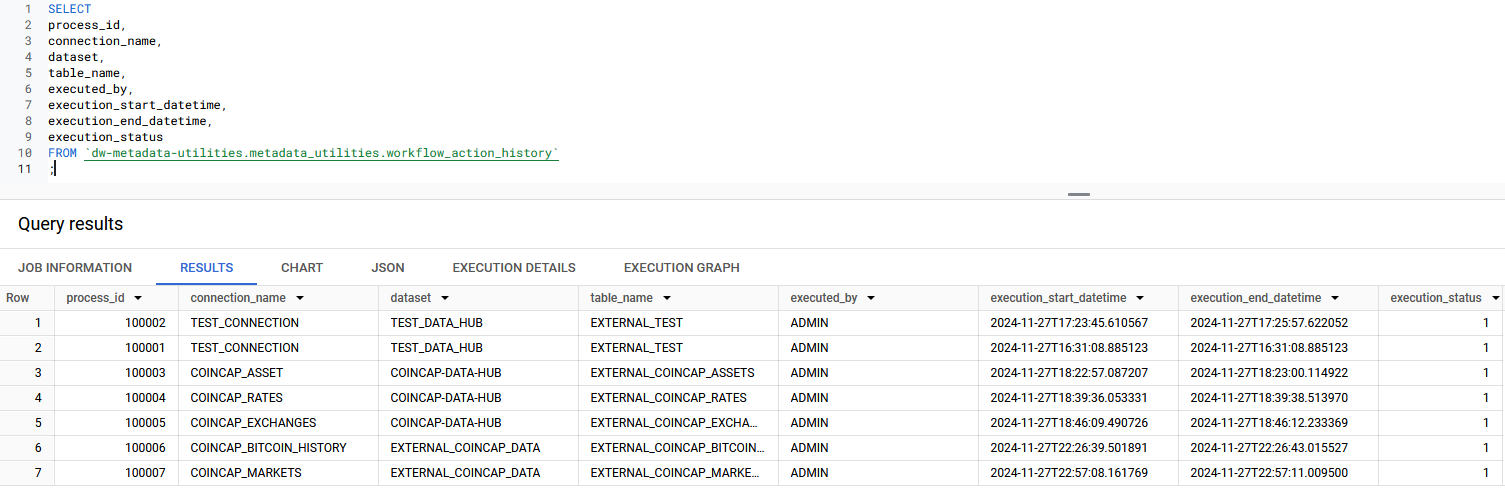 1 SELECT
2 process_id,
3 connection_name,
4 dataset,
5 table_name,
6 executed_by,
7 execution_start_datetime,
8 execution_end_datetime,
9 execution_status
10 FROM `dw-metadata-utilities.metadata_utilities.workflow_action_history`
11 ;
Query results
JOB INFORMATION RESULTS CHART JSON EXECUTION DETAILS EXECUTION GRAPH
Row process_id connection_name dataset table_name executed_by execution_start_datetime execution_end_datetime execution_status
1 100002 TEST_CONNECTION TEST_DATA_HUB EXTERNAL_TEST ADMIN 2024-11-27T17:23:45.610567 2024-11-27T17:25:57.622052 1
2 100001 TEST_CONNECTION TEST_DATA_HUB EXTERNAL_TEST ADMIN 2024-11-27T16:31:08.885123 2024-11-27T16:31:08.885123 1
3 100003 COINCAP_ASSET COINCAP-DATA-HUB EXTERNAL_COINCAP_ASSETS ADMIN 2024-11-27T18:22:57.087207 2024-11-27T18:23:00.114922 1
4 100004 COINCAP_RATES COINCAP-DATA-HUB EXTERNAL_COINCAP_RATES ADMIN 2024-11-27T18:39:36.053331 2024-11-27T18:39:38.513970 1
5 100005 COINCAP_EXCHANGES COINCAP-DATA-HUB EXTERNAL_COINCAP_EXCHA... ADMIN 2024-11-27T18:46:09.490726 2024-11-27T18:46:12.233369 1
6 100006 COINCAP_BITCOIN_HISTORY EXTERNAL_COINCAP_DATA EXTERNAL_COINCAP_BITCOIN... ADMIN 2024-11-27T22:26:39.501891 2024-11-27T22:26:43.015527 1
7 100007 COINCAP_MARKETS EXTERNAL_COINCAP_DATA EXTERNAL_COINCAP_MARKE... ADMIN 2024-11-27T22:57:08.161769 2024-11-27T22:57:11.009500 1